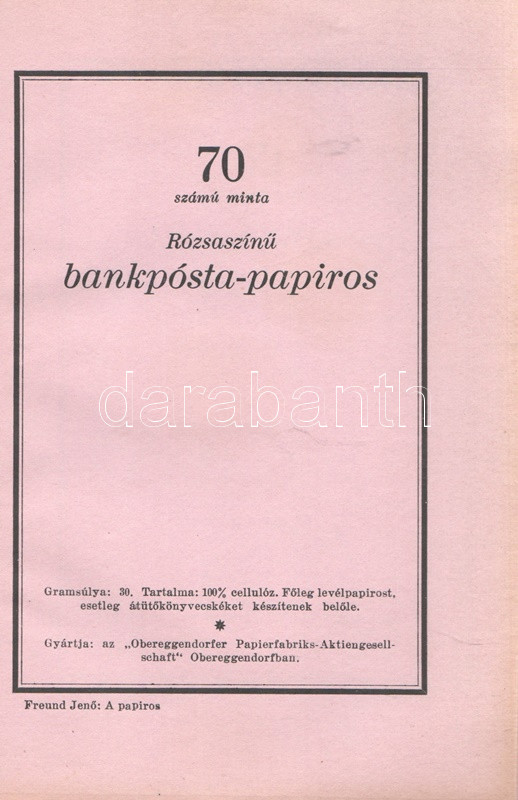 70
számú minta
Rózsaszínű
bankpósta-papiros
darabanth
Gramsúlya: 30. Tartalma: 100% cellulóz. Főleg levélpapirost,
esetleg átütőkönyvecskéket készítenek belőle.
Gyártja: az „Obereggendorfer Papierfabriks-Aktiengesell-
schaft“ Obereggendorfban.
Freund Jenő: A papiros